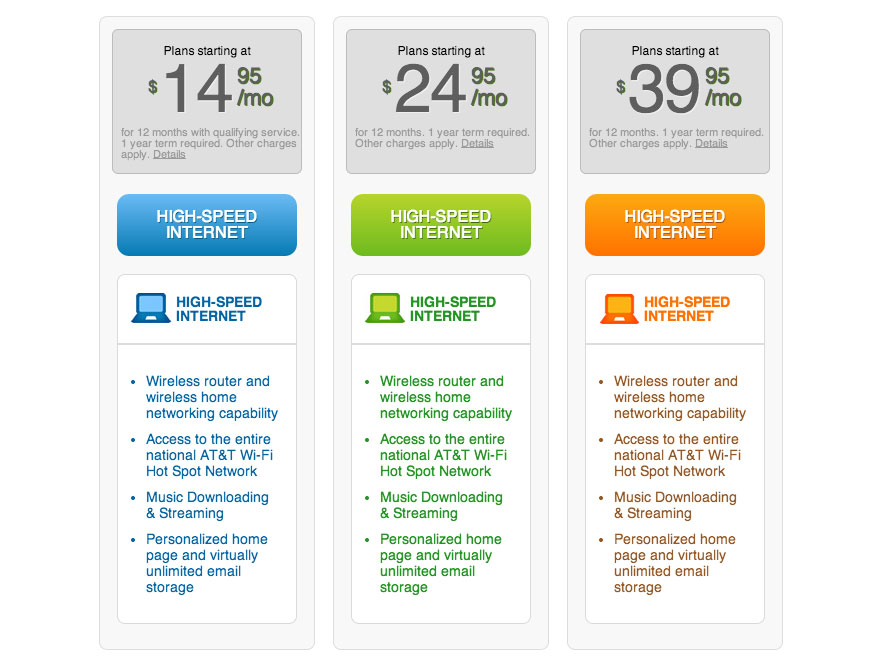 Plans starting at
$14 95/mo
for 12 months with qualifying service.
1 year term required. Other charges
apply. Details
HIGH-SPEED
INTERNET
HIGH-SPEED
INTERNET
• Wireless router and
wireless home
networking capability
• Access to the entire
national AT&T Wi-Fi
Hot Spot Network
• Music Downloading
& Streaming
• Personalized home
page and virtually
unlimited email
storage
Plans starting at
$24 95/mo
for 12 months. 1 year term required.
Other charges apply. Details
HIGH-SPEED
INTERNET
HIGH-SPEED
INTERNET
• Wireless router and
wireless home
networking capability
• Access to the entire
national AT&T Wi-Fi
Hot Spot Network
• Music Downloading
& Streaming
• Personalized home
page and virtually
unlimited email
storage
Plans starting at
$39 95/mo
for 12 months. 1 year term required.
Other charges apply. Details
HIGH-SPEED
INTERNET
HIGH-SPEED
INTERNET
• Wireless router and
wireless home
networking capability
• Access to the entire
national AT&T Wi-Fi
Hot Spot Network
• Music Downloading
& Streaming
• Personalized home
page and virtually
unlimited email
storage